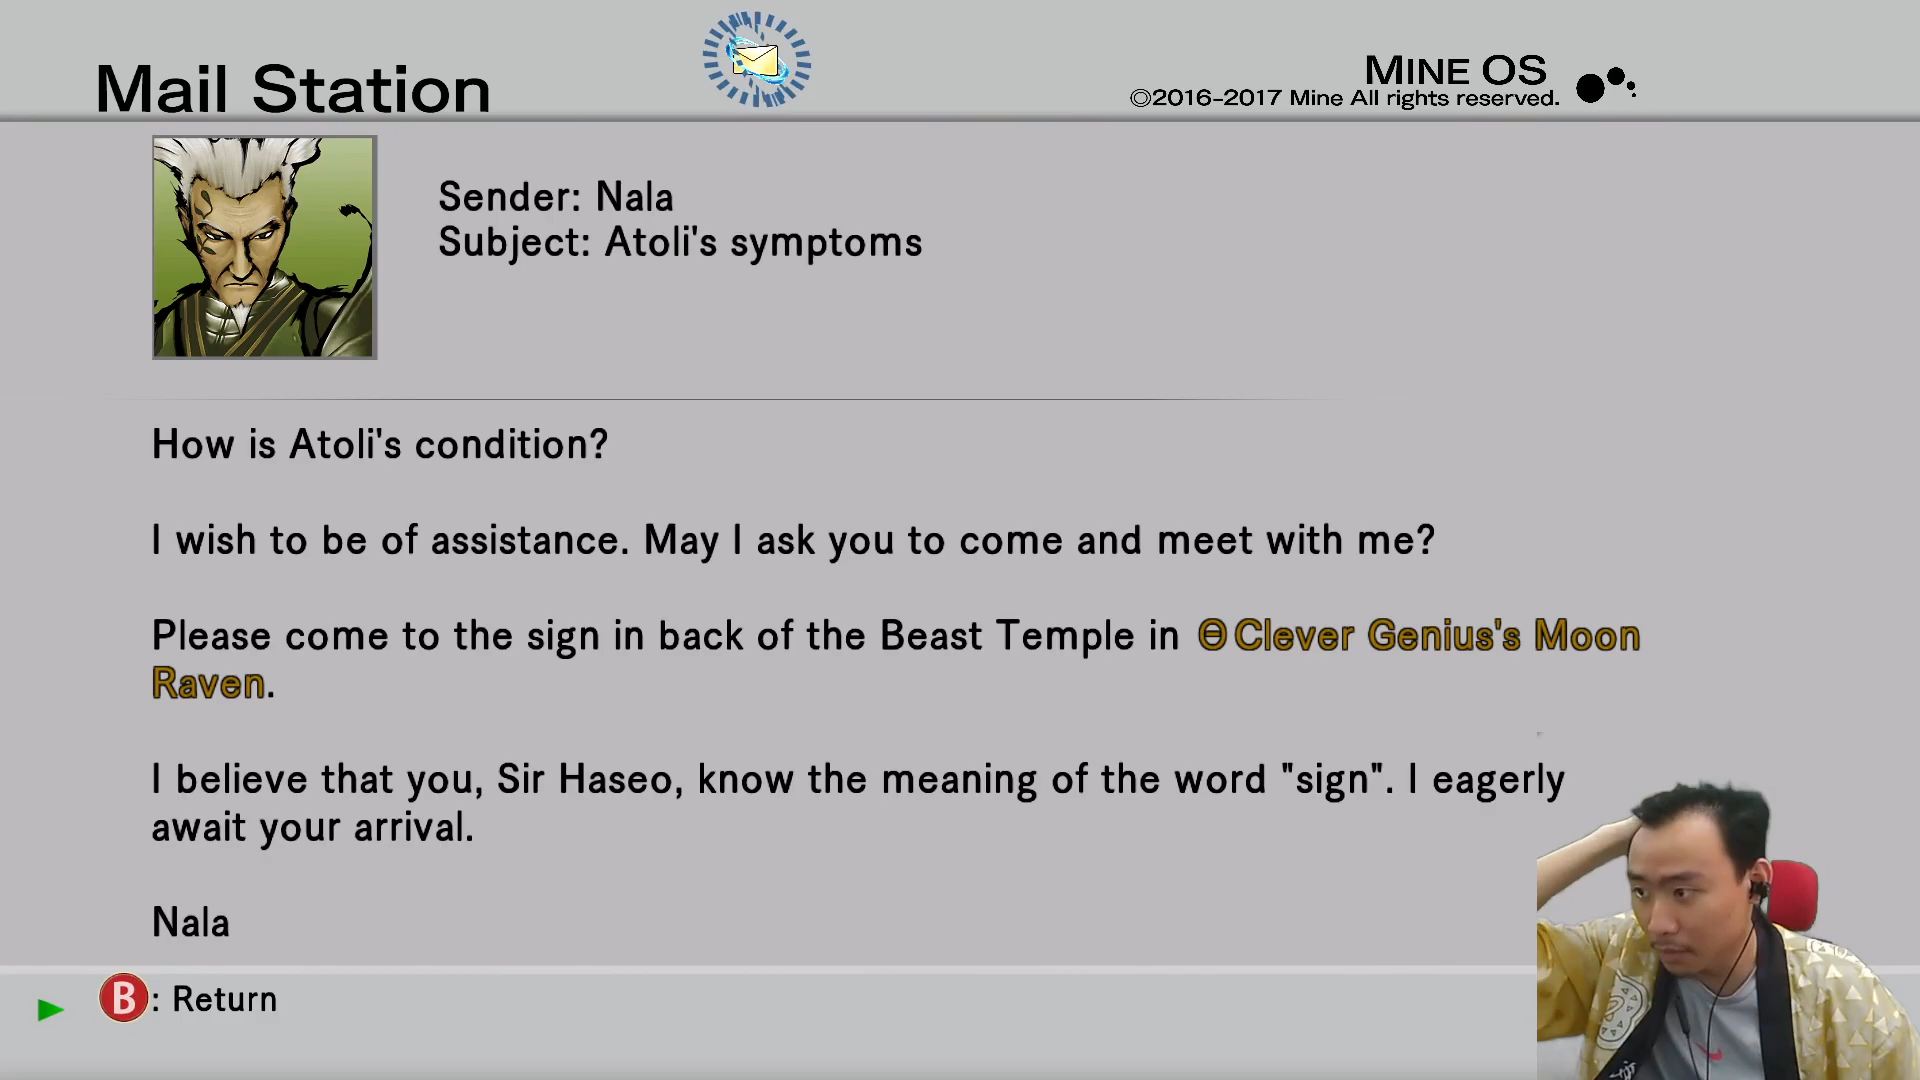 Mail Station
MINE OS
©2016-2017 Mine All rights reserved.
Sender: Nala
Subject: Atoli's symptoms
How is Atoli's condition?
I wish to be of assistance. May I ask you to come and meet with me?
Please come to the sign in back of the Beast Temple in Θ Clever Genius's Moon
Raven.
I believe that you, Sir Haseo, know the meaning of the word "sign". I eagerly
await your arrival.
Nala
B: Return